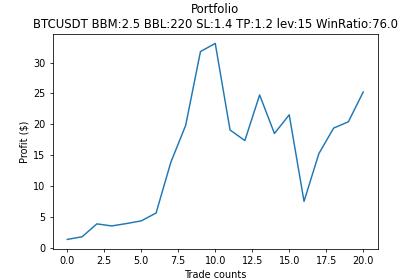 Portfolio
BTCUSDT BBM:2.5 BBL:220 SL:1.4 TP:1.2 lev:15 WinRatio:76.0
30
25
20
15
10
5
0
Profit ($)
0.0 2.5 5.0 7.5 10.0 12.5 15.0 17.5 20.0
Trade counts